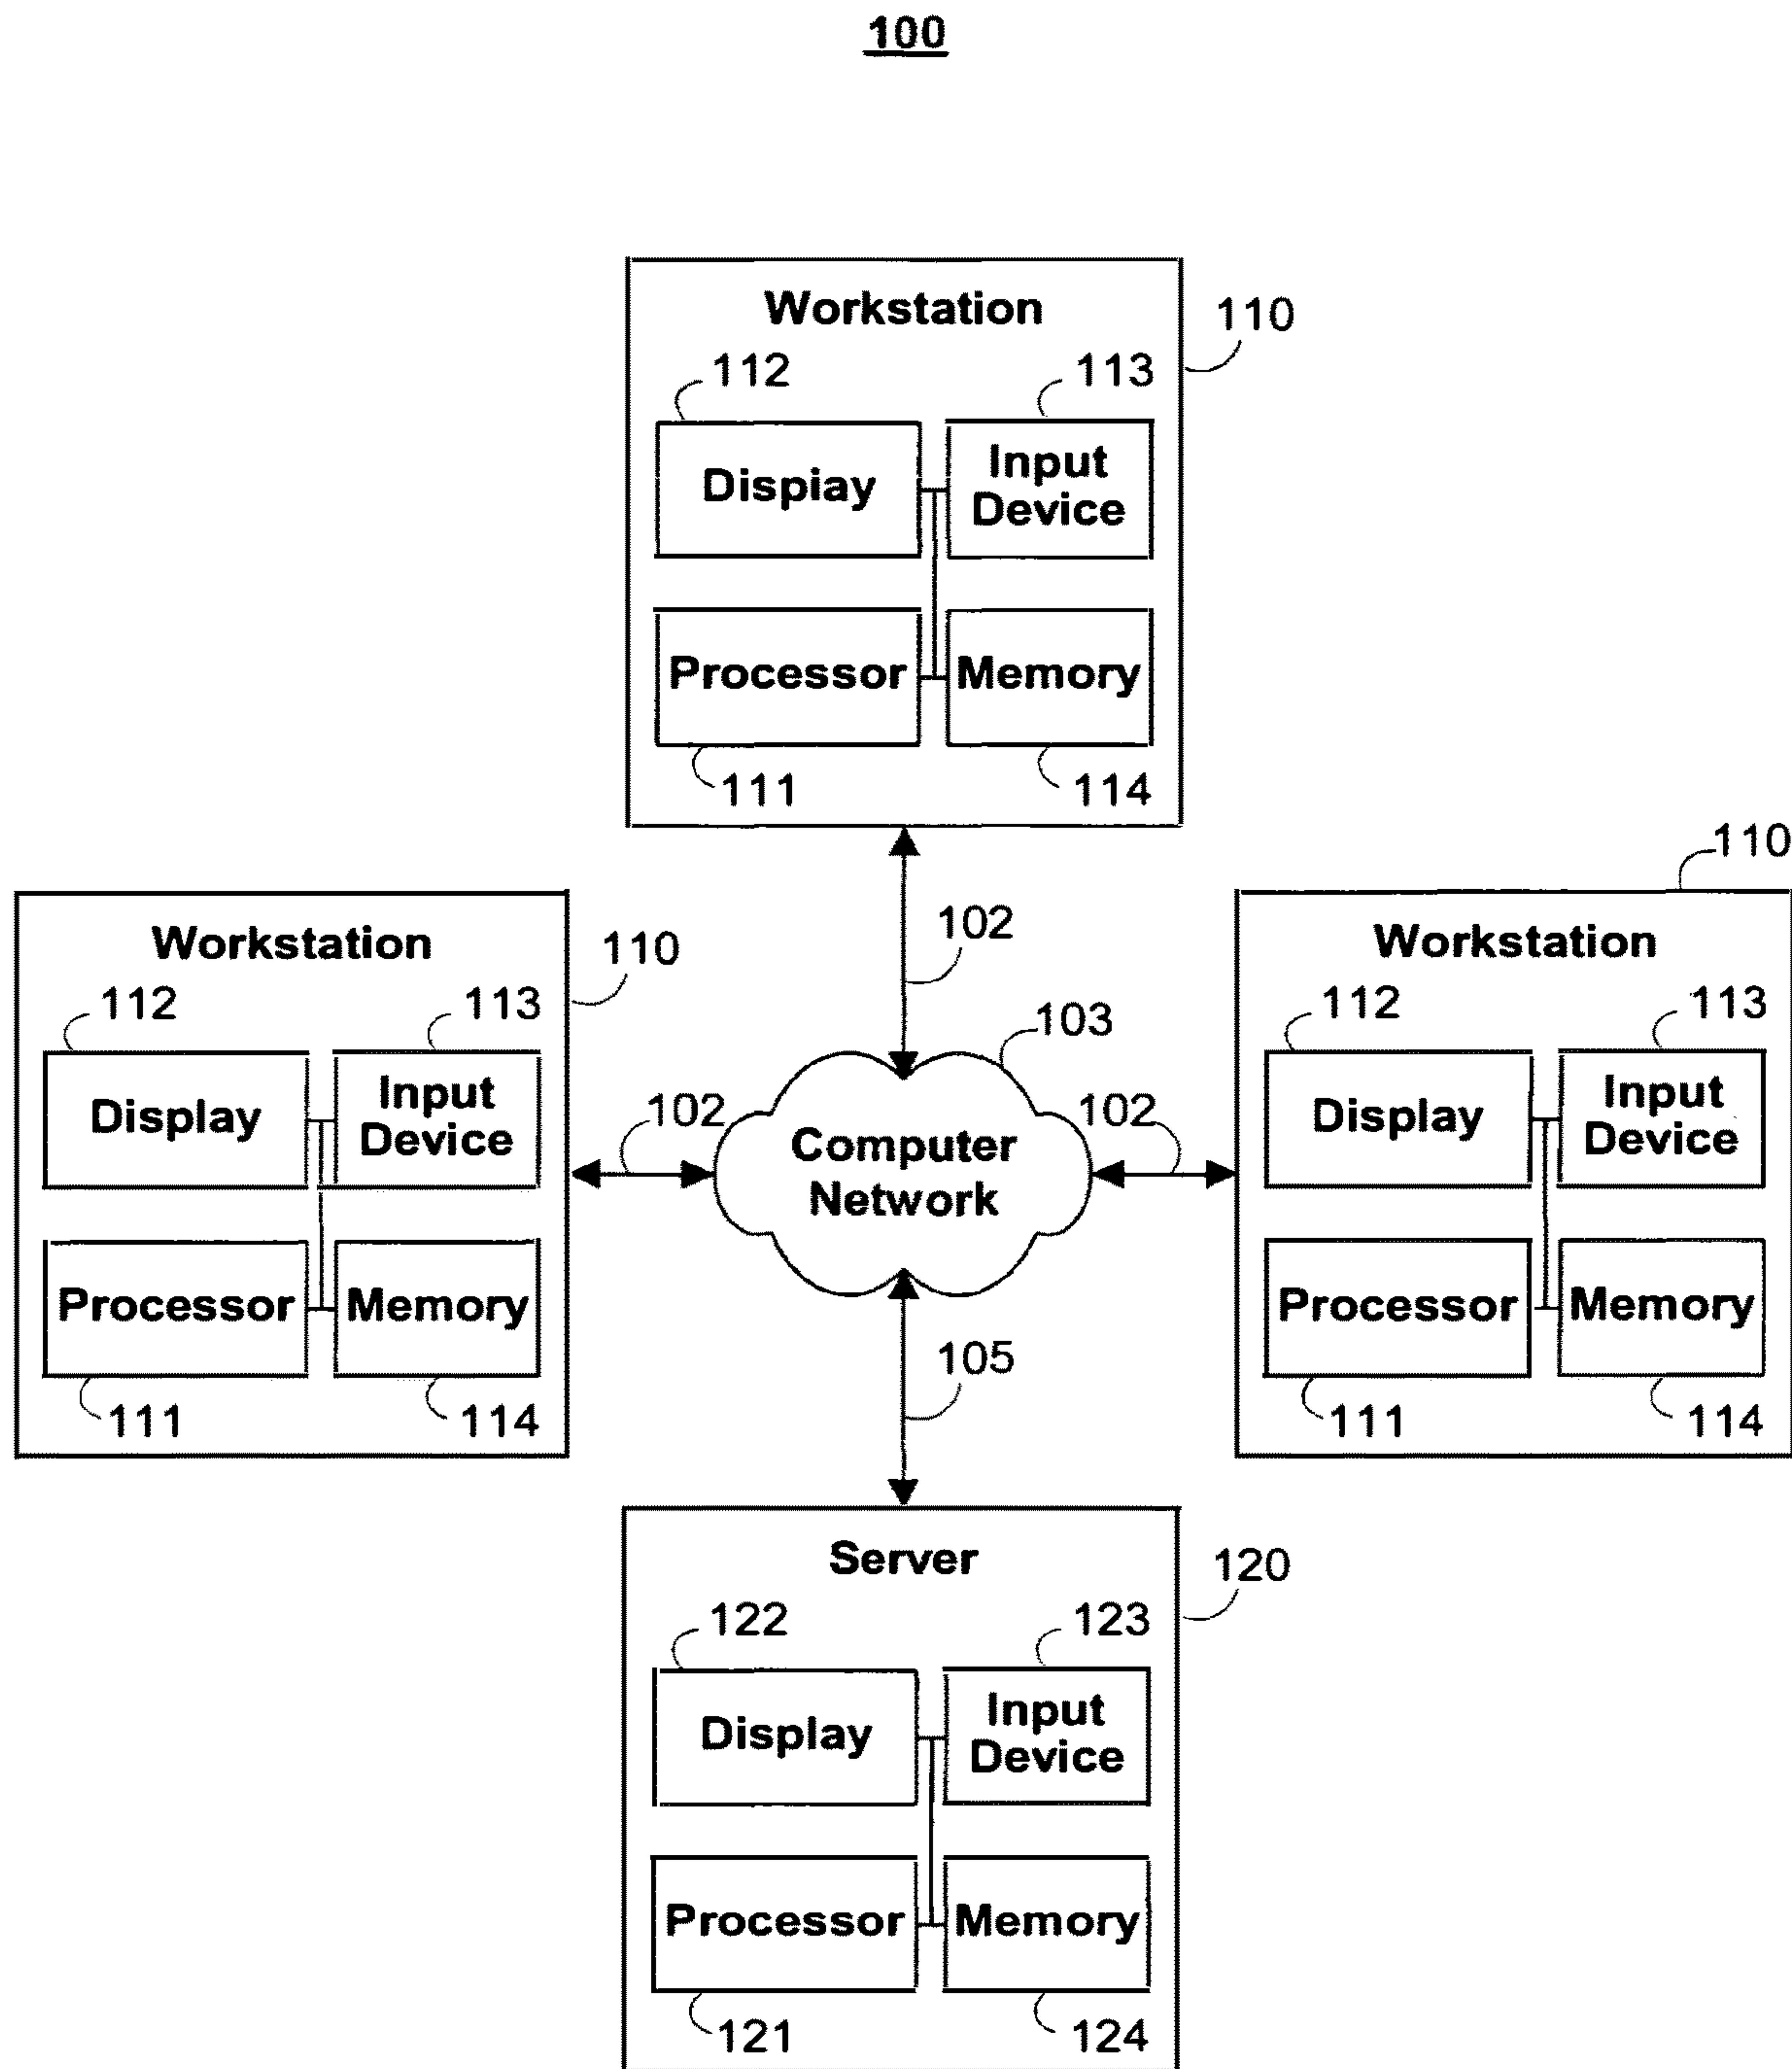 100
Workstation
110
112
113
Display
Input
Device
Processor
Memory
111
114
102
Workstation
110
112
113
Display
Input
Device
Processor
Memory
111
114
102
103
Computer
Network
102
110
Workstation
112
113
Display
Input
Device
Processor
Memory
111
114
105
Server
120
122
123
Display
Input
Device
Processor
Memory
121
124